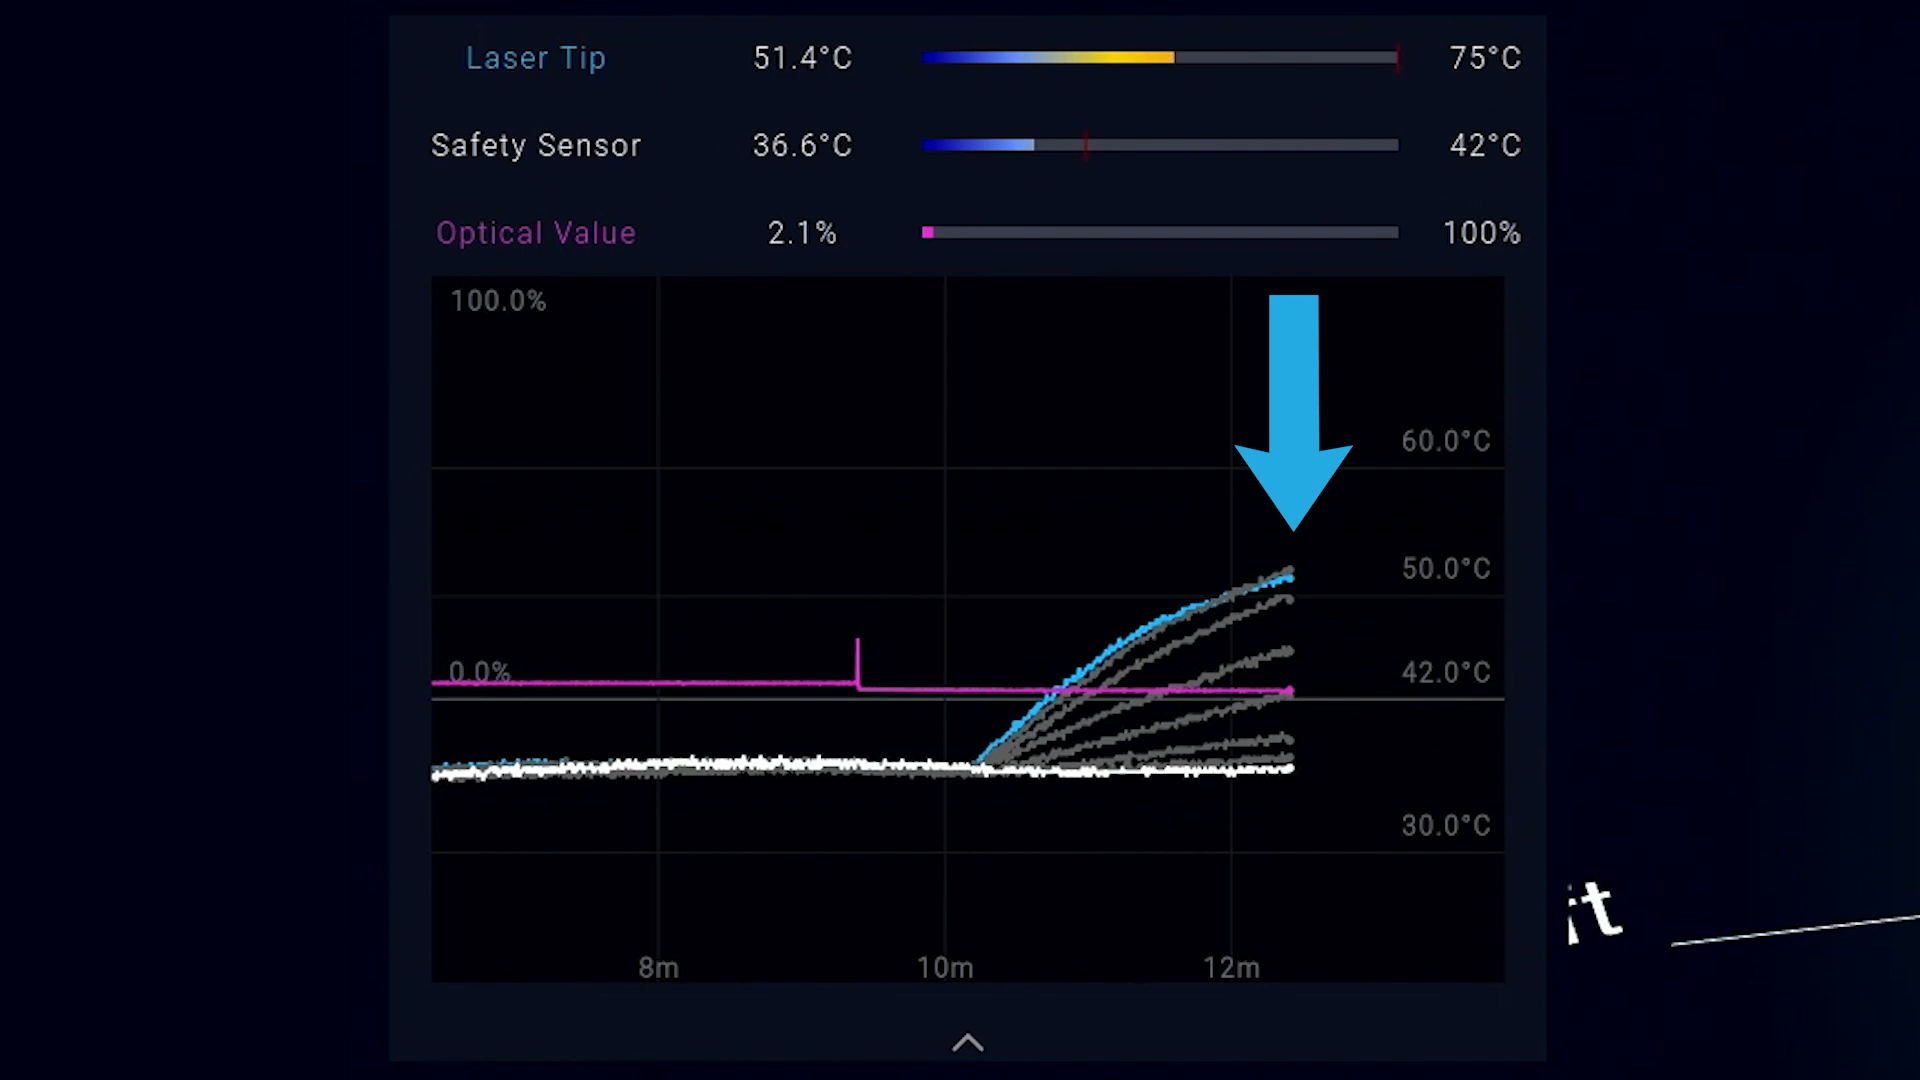 Laser Tip 51.4°C 75°C
Safety Sensor 36.6°C 42°C
Optical Value 2.1% 100%
100.0%
60.0°C
50.0°C
0.0% 42.0°C
30.0°C
8m 10m 12m